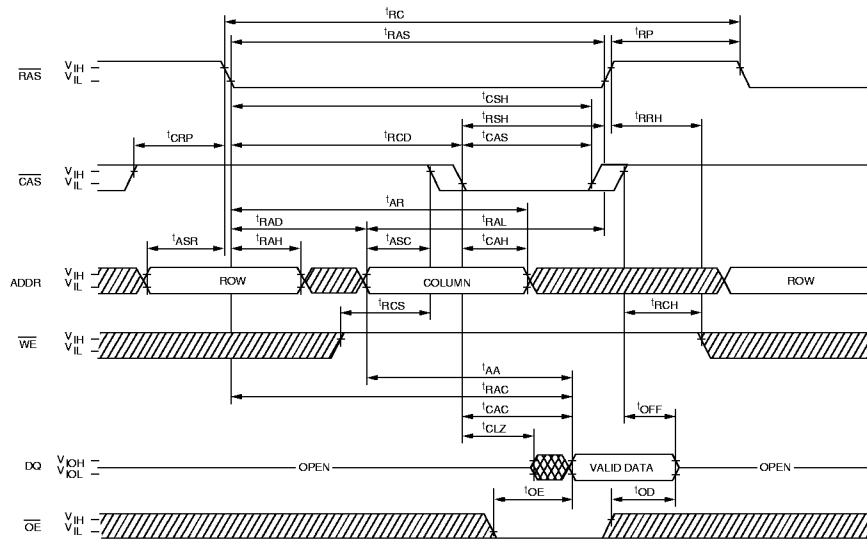 tRC
tRAS
tRP
RAS
VIH
VIL
tCSH
tRSH
tRRH
tCRP
tRCD
tCAS
CAS
VIH
VIL
tAR
tRAD
tRAL
tASR
tRAH
tASC
tCAH
ADDR
VIH
VIL
ROW
COLUMN
ROW
tRCS
tRCH
WE
VIH
VIL
tAA
tRAC
tCAC
tOFF
tCLZ
DQ
VIOH
VIOL
OPEN
VALID DATA
OPEN
tOE
tOD
OE
VIH
VIL